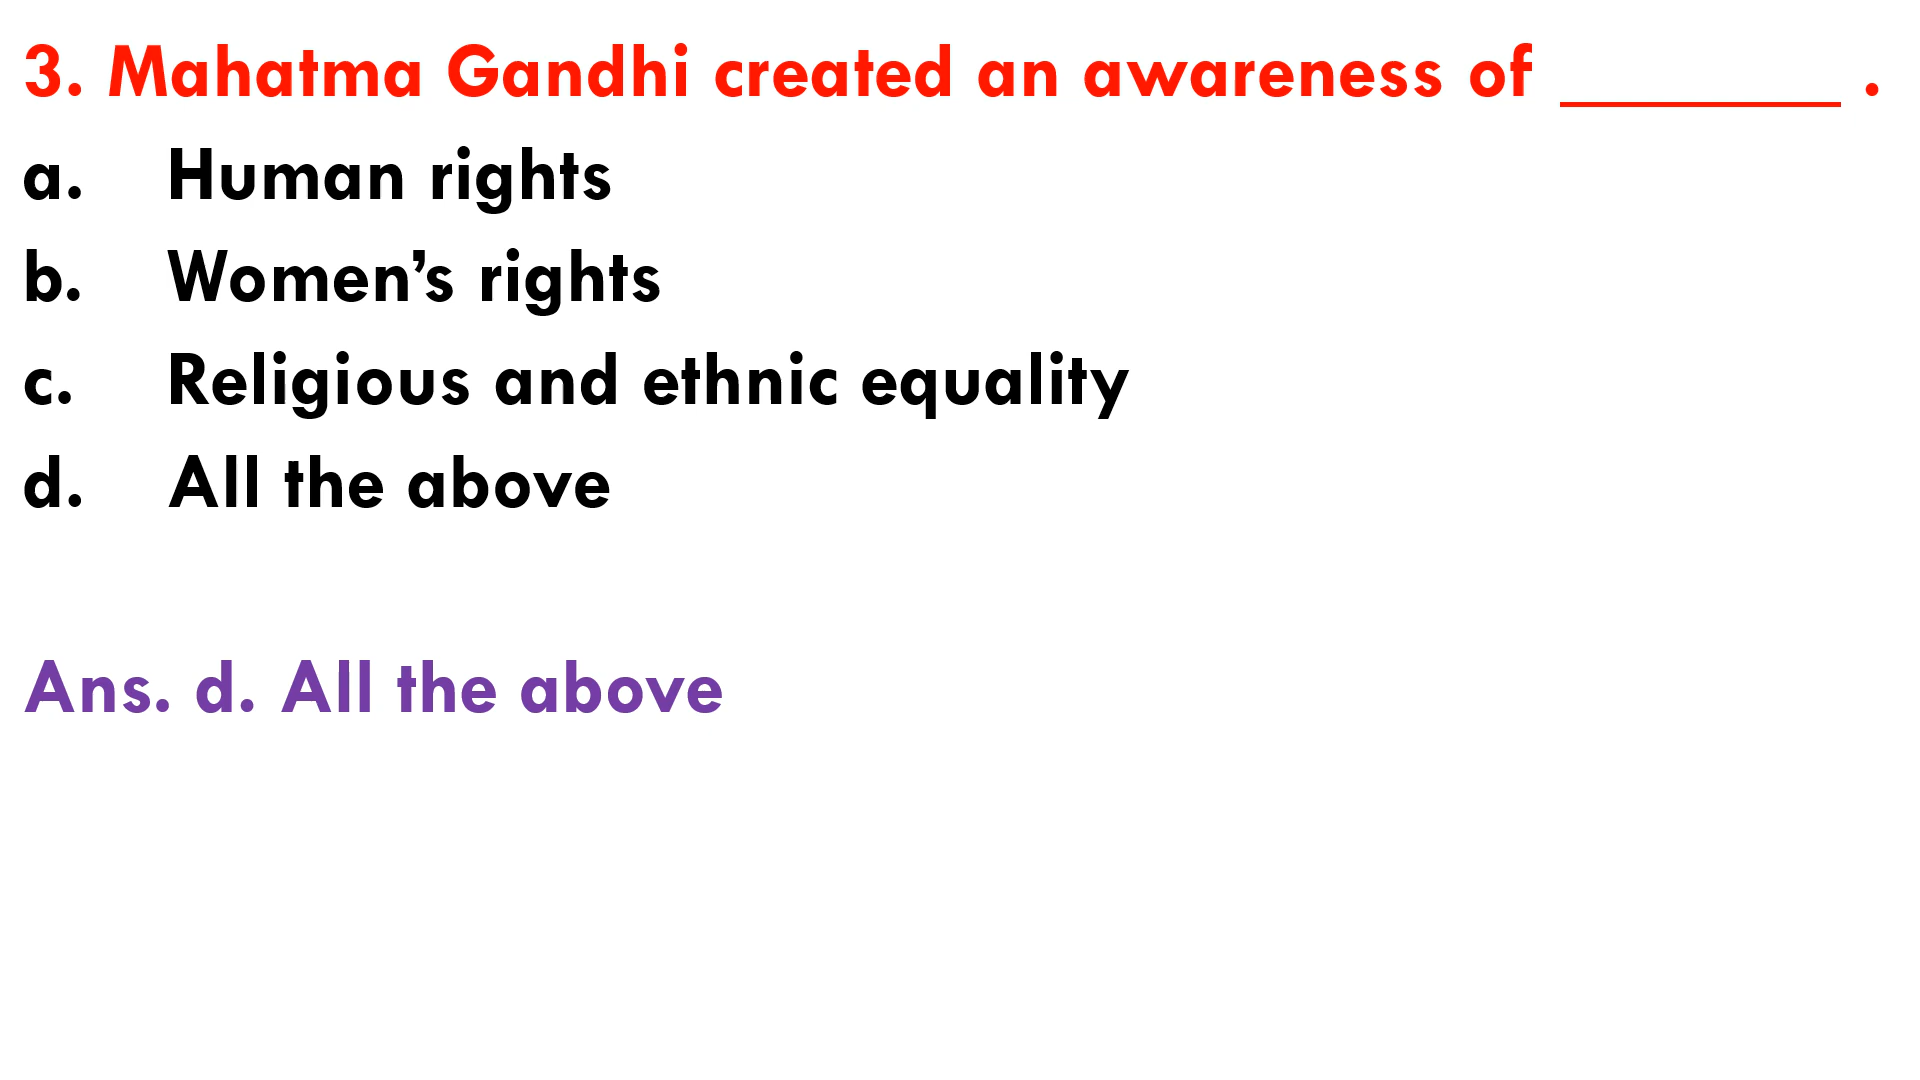 3. Mahatma Gandhi created an awareness of ________ .
a. Human rights
b. Women’s rights
c. Religious and ethnic equality
d. All the above
Ans. d. All the above